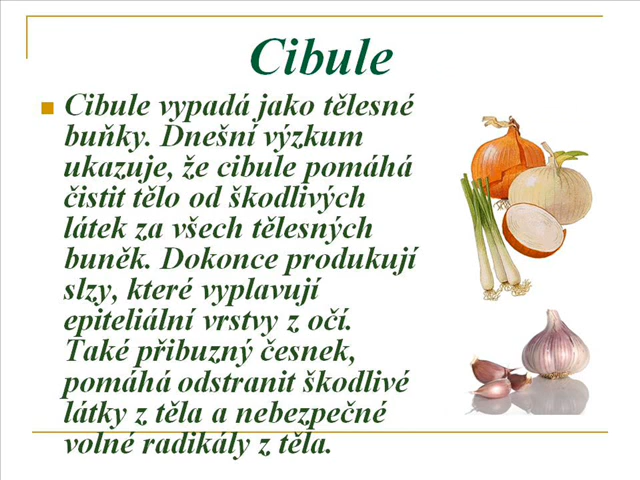 Cibule
Cibule vypadá jako tělesné
buňky. Dnešní výzkum
ukazuje, že cibule pomáhá
čistit tělo od škodlivých
látek za všech tělesných
buněk. Dokonce produkují
slzy, které vyplavují
epiteliální vrstvy z očí.
Také přibuzný česnek,
pomáhá odstranit škodlivé
látky z těla a nebezpečné
volné radikály z těla.